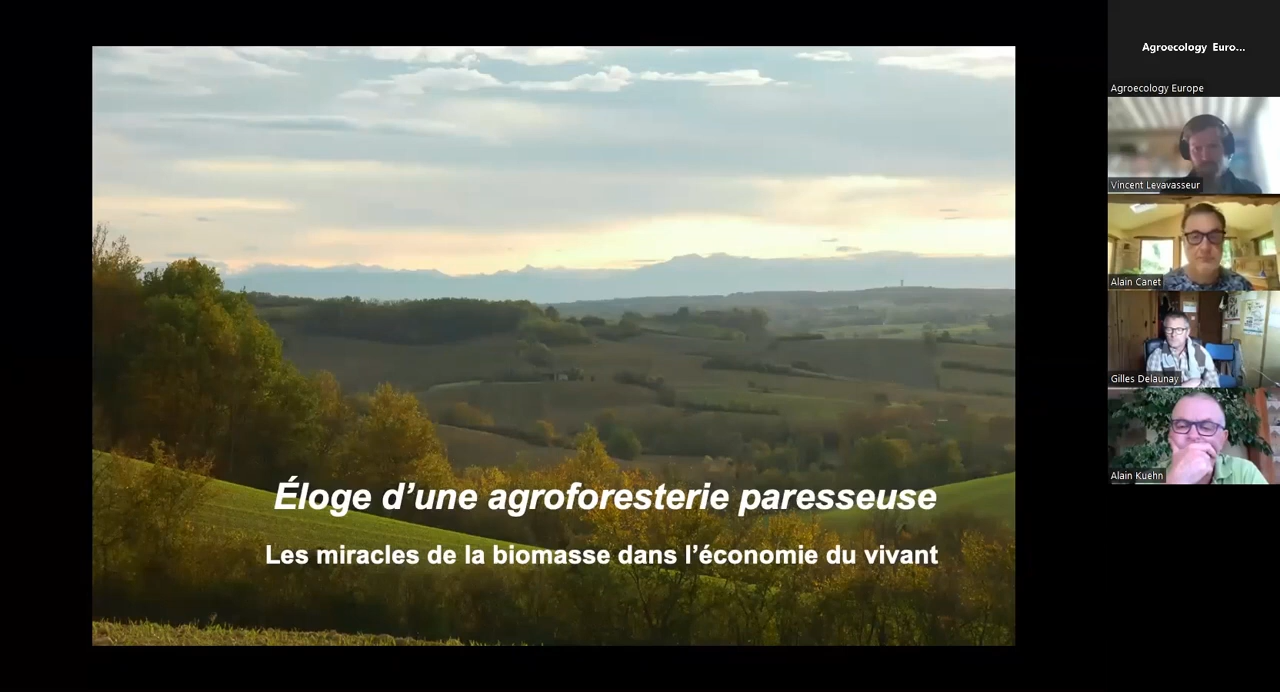 Éloge d’une agroforesterie paresseuse
Les miracles de la biomasse dans l’économie du vivant
Agroecology Euro...
Agroecology Europe
Vincent Levavasseur
Alain Canet
Gilles Delaunay
Alain Kuehn